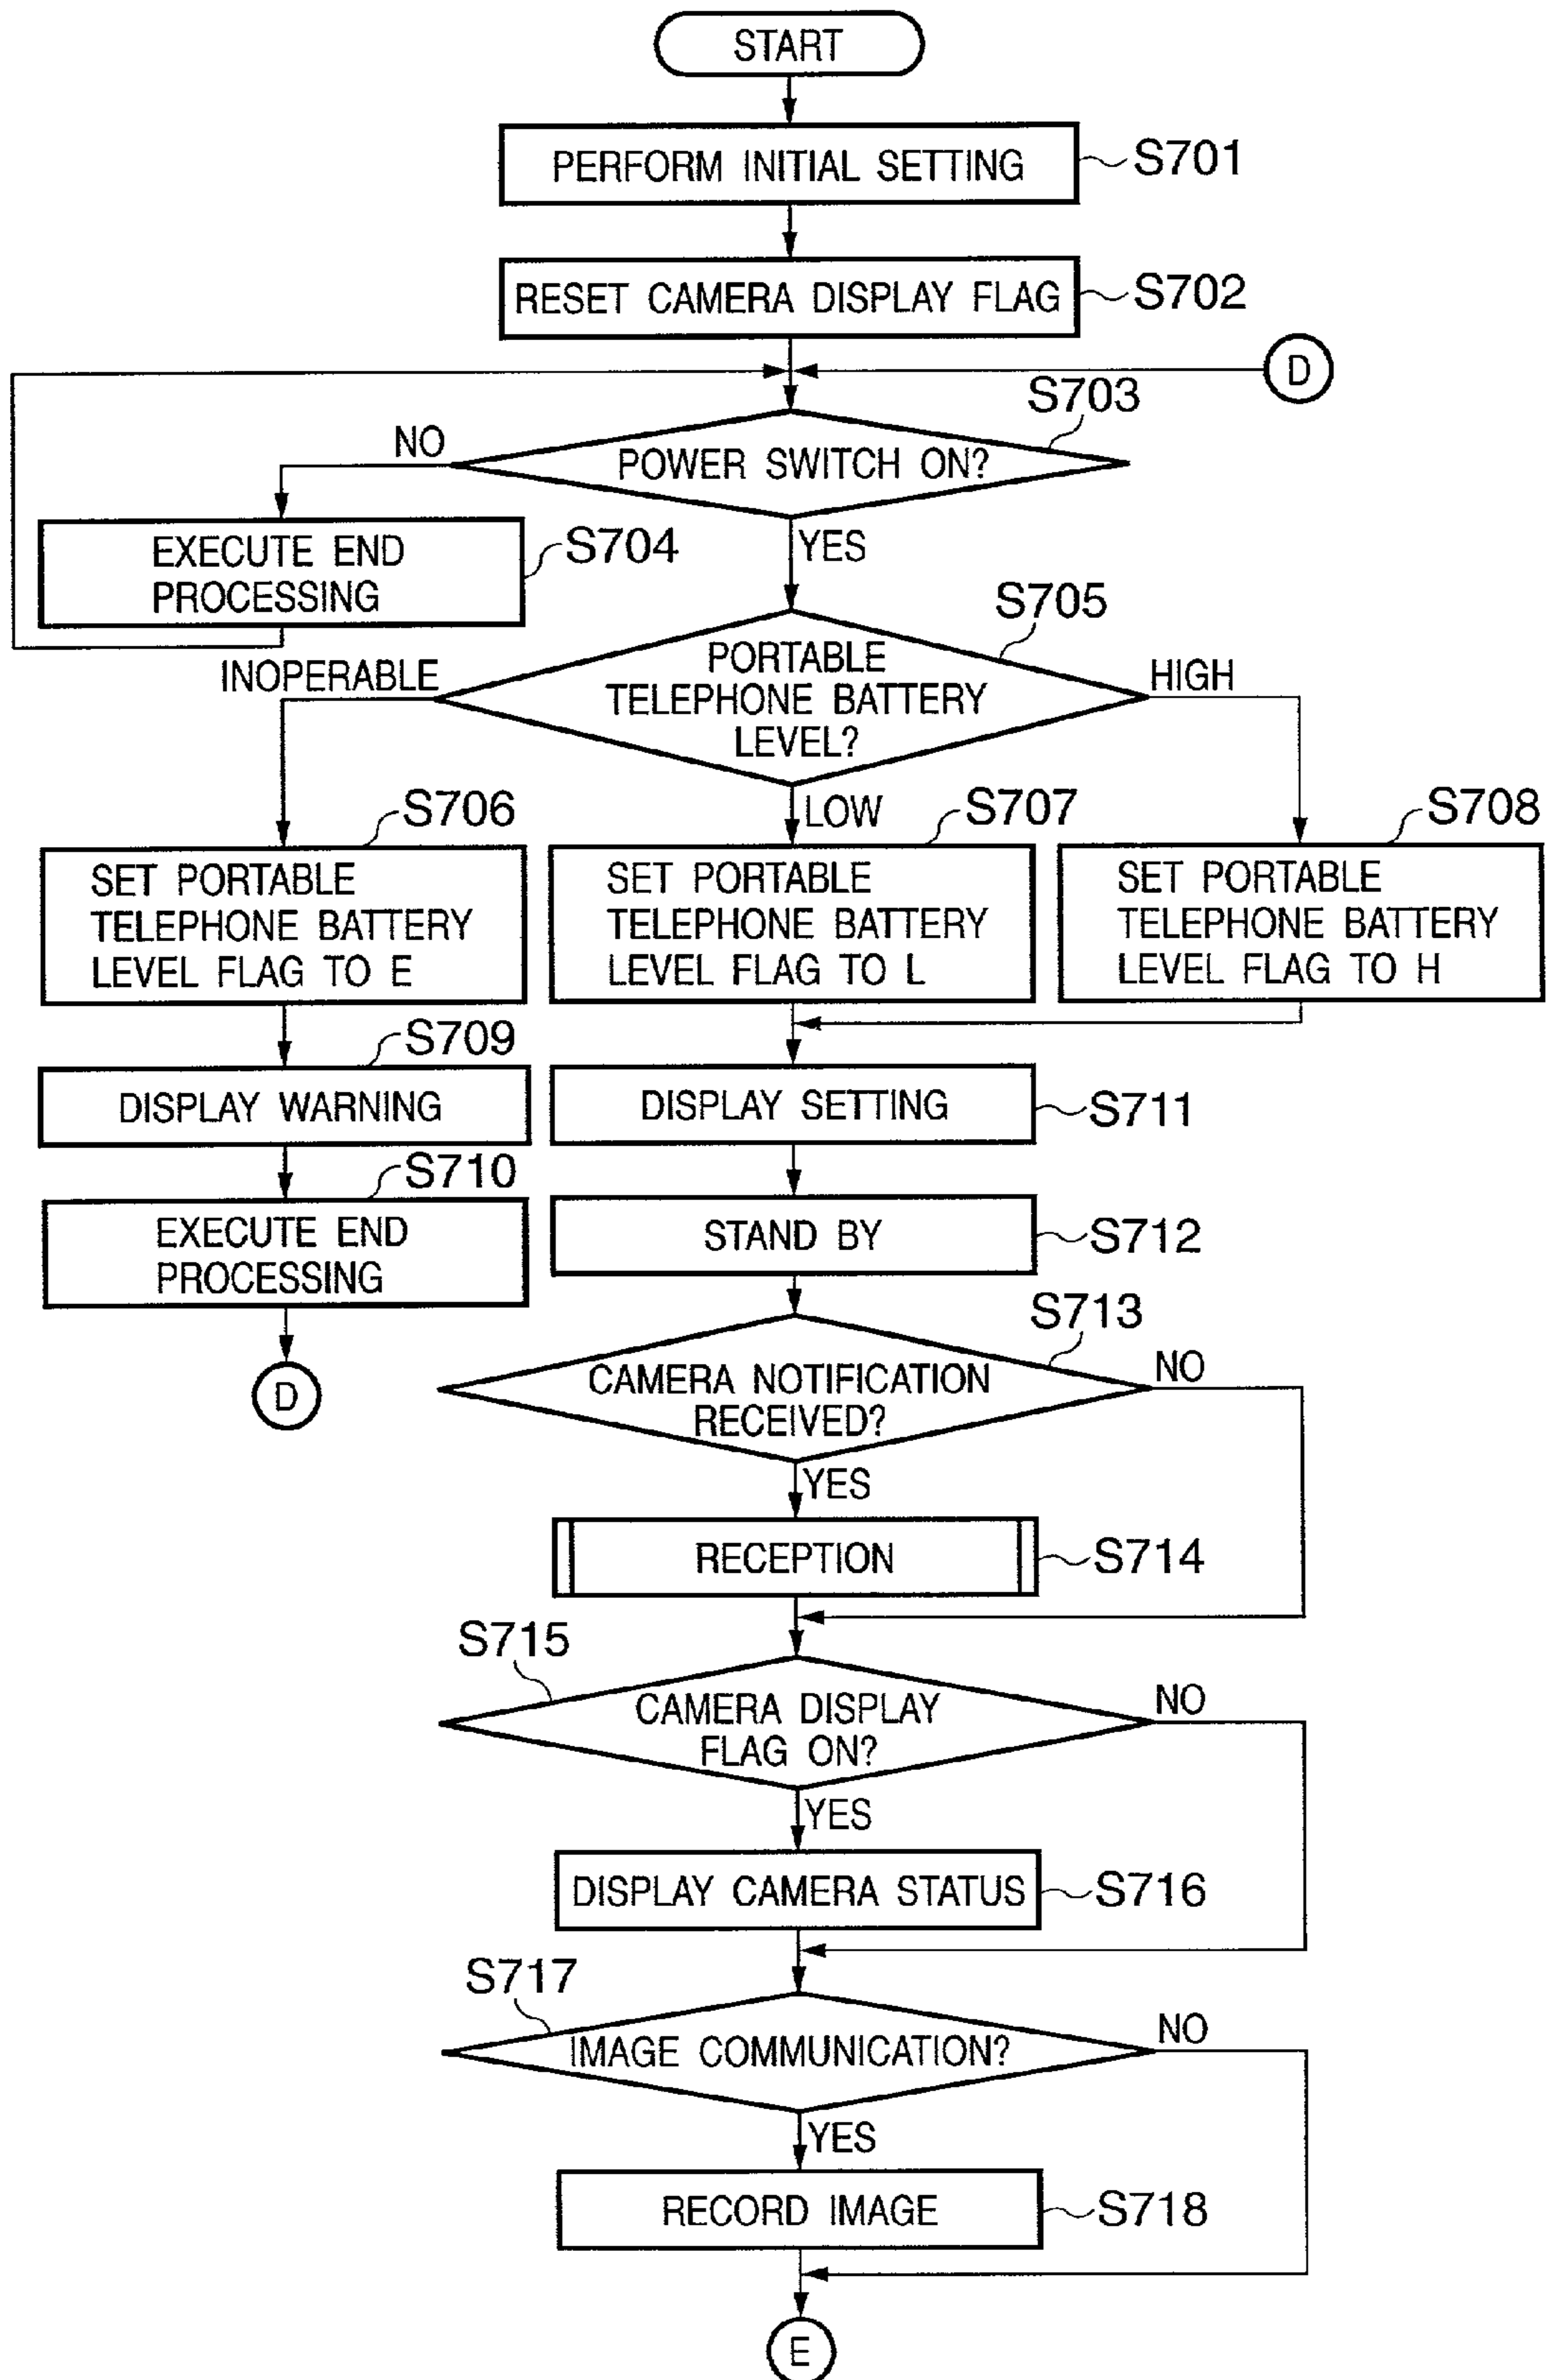 START
PERFORM INITIAL SETTING
S701
RESET CAMERA DISPLAY FLAG
S702
D
S703
NO
POWER SWITCH ON?
EXECUTE END
PROCESSING
S704
YES
S705
INOPERABLE
PORTABLE
TELEPHONE BATTERY
LEVEL?
HIGH
S706
LOW
S707
S708
SET PORTABLE
TELEPHONE BATTERY
LEVEL FLAG TO E
SET PORTABLE
TELEPHONE BATTERY
LEVEL FLAG TO L
SET PORTABLE
TELEPHONE BATTERY
LEVEL FLAG TO H
S709
DISPLAY WARNING
DISPLAY SETTING
S711
S710
EXECUTE END
PROCESSING
STAND BY
S712
D
S713
CAMERA NOTIFICATION
RECEIVED?
NO
YES
RECEPTION
S714
S715
CAMERA DISPLAY
FLAG ON?
NO
YES
DISPLAY CAMERA STATUS
S716
S717
IMAGE COMMUNICATION?
NO
YES
RECORD IMAGE
S718
E